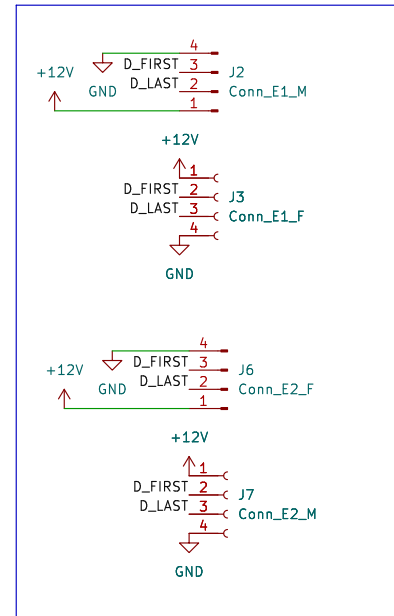 4
+12V
D_FIRST 3 J2
D_LAST 2
GND
Conn_E1_M
1
+12V
1
D_FIRST 2 J3
D_LAST 3 Conn_E1_F
4
GND
4
D_FIRST 3 J6
+12V
D_LAST 2
GND
Conn_E2_F
1
+12V
1
D_FIRST 2 J7
D_LAST 3 Conn_E2_M
4
GND